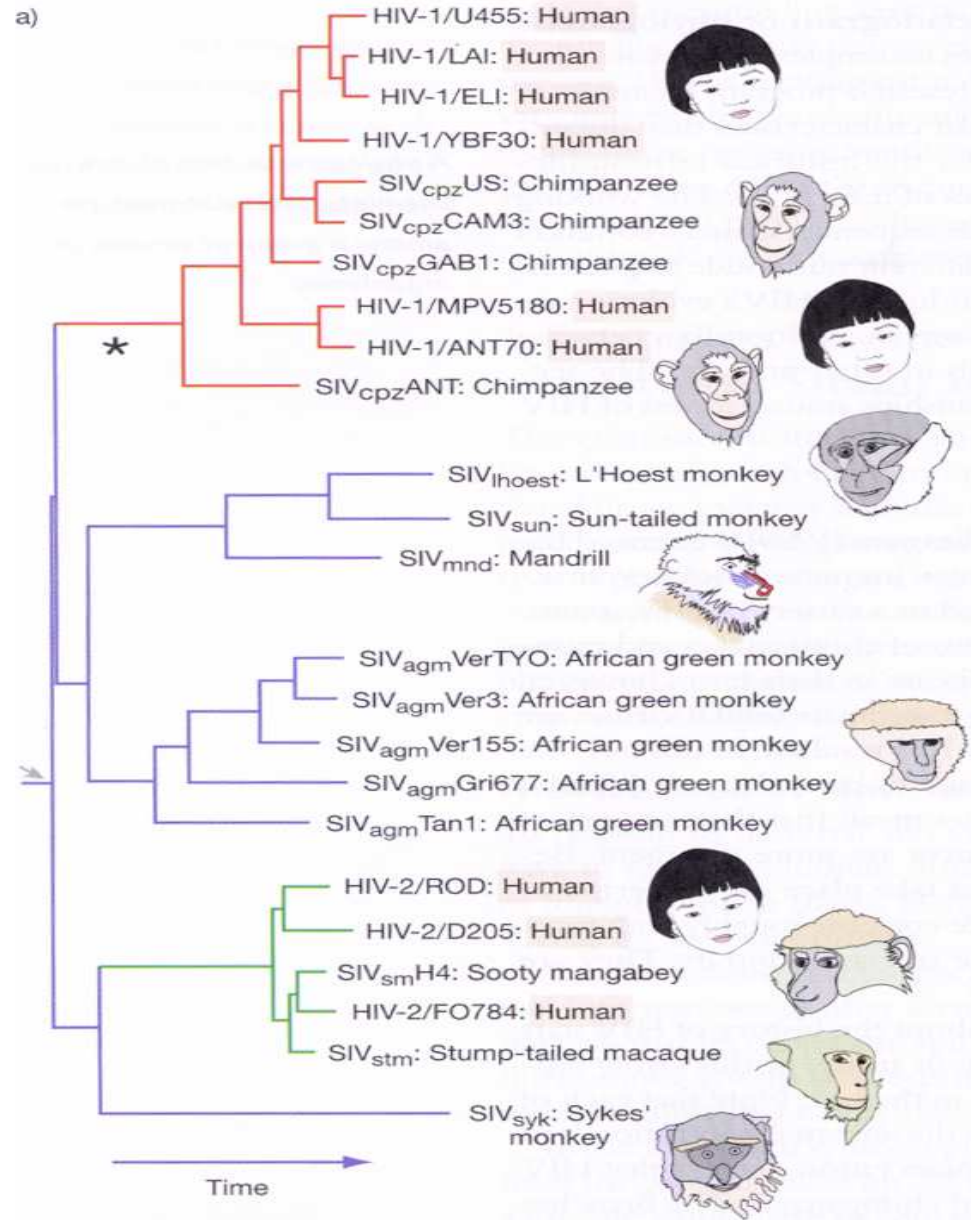 a)
HIV-1/U455: Human
HIV-1/LAI: Human
HIV-1/ELI: Human
HIV-1/YBF30: Human
SIVcpzUS: Chimpanzee
SIVcpzCAM3: Chimpanzee
SIVcpzGAB1: Chimpanzee
HIV-1/MPV5180: Human
*
HIV-1/ANT70: Human
SIVcpzANT: Chimpanzee
SIVlhoest: L'Hoest monkey
SIVsun: Sun-tailed monkey
SIVmnd: Mandrill
SIVagmVerTYO: African green monkey
SIVagmVer3: African green monkey
SIVagmVer155: African green monkey
SIVagmGri677: African green monkey
SIVagmTan1: African green monkey
HIV-2/ROD: Human
HIV-2/D205: Human
SIVsmH4: Sooty mangabey
HIV-2/FO784: Human
SIVstm: Stump-tailed macaque
SIVsyk: Sykes'
monkey
Time